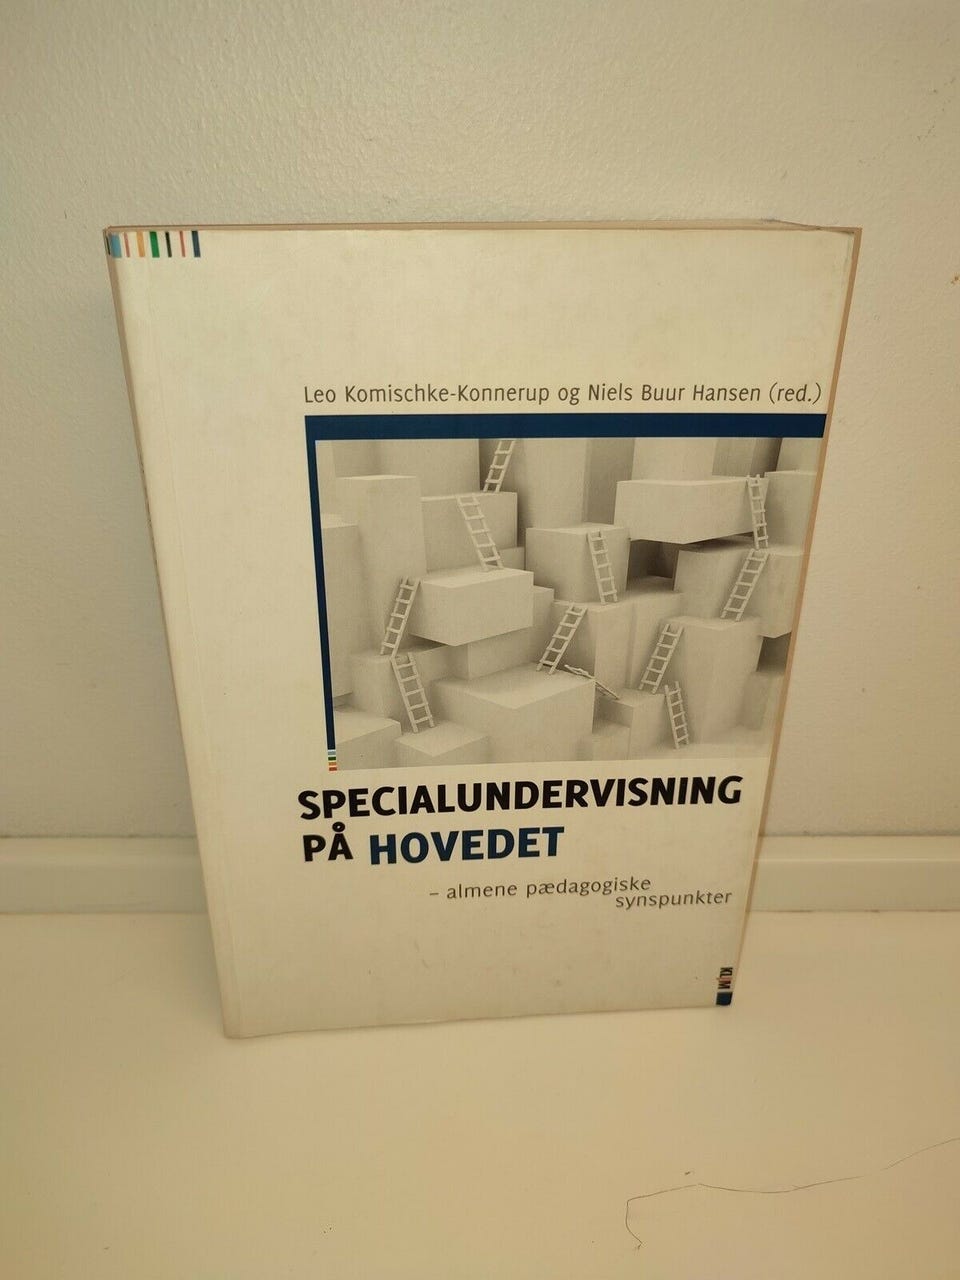 Leo Komischke-Konnerup og Niels Buur Hansen (red.)
SPECIALUNDERVISNING
PÅ HOVEDET
– almene pædagogiske
synspunkter
KLIM